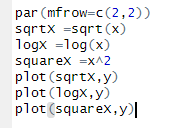 par(mfrow=c(2,2))
sqrtX =sqrt(x)
logX =log(x)
squareX =x^2
plot(sqrtX,y)
plot(logX,y)
plot(squareX,y)